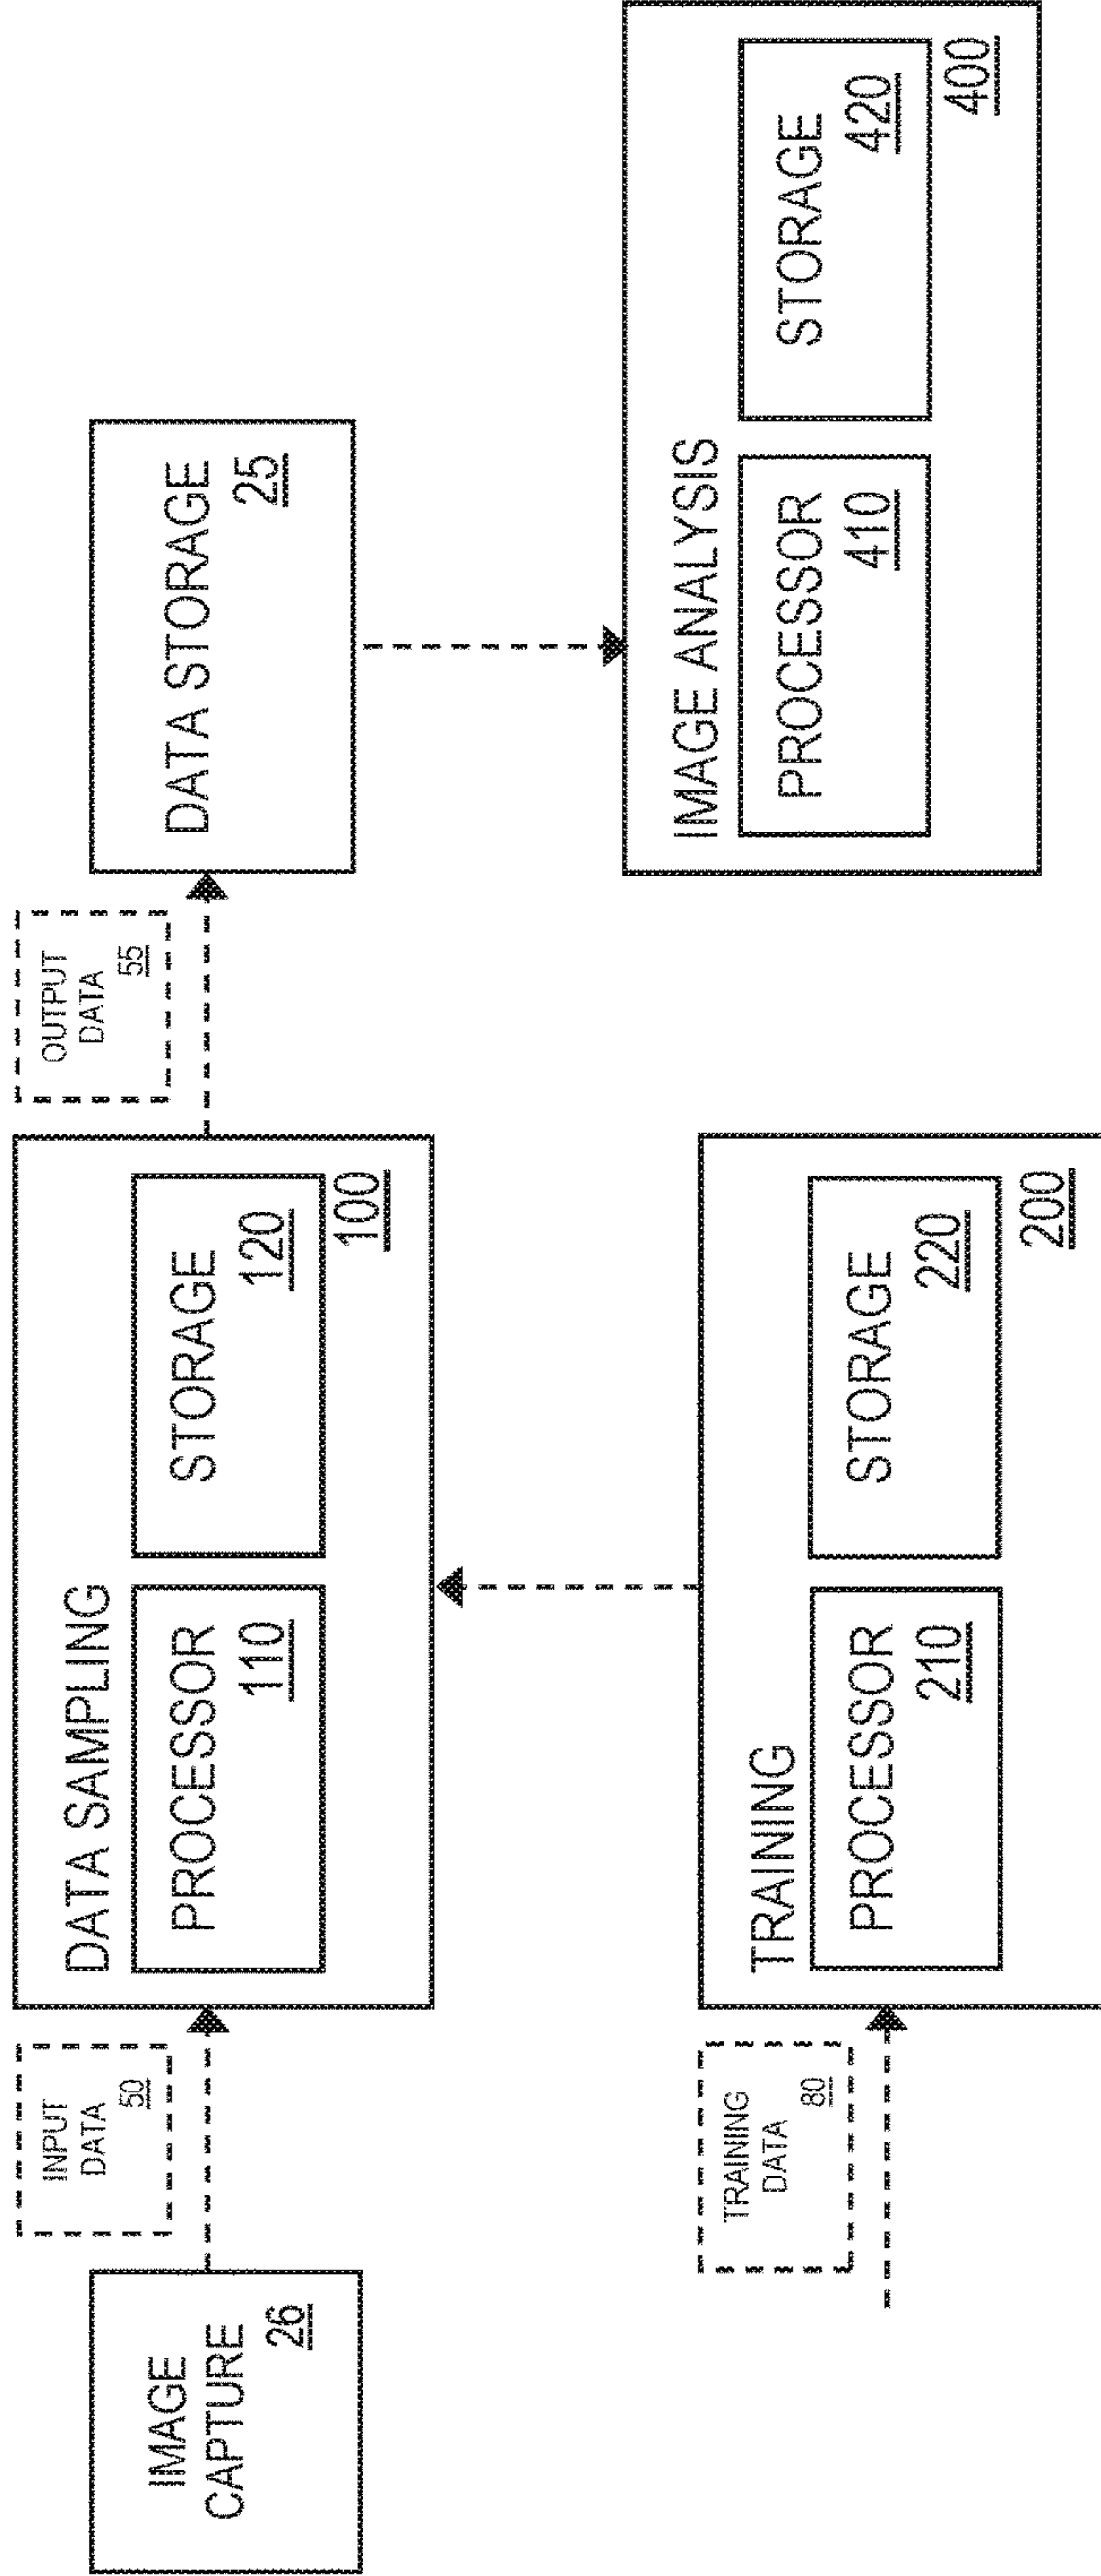 IMAGE
CAPTURE
26
INPUT
DATA
50
DATA SAMPLING
PROCESSOR
110
STORAGE
120
100
OUTPUT
DATA
55
DATA STORAGE
25
TRAINING
DATA
80
TRAINING
PROCESSOR
210
STORAGE
220
200
IMAGE ANALYSIS
PROCESSOR
410
STORAGE
420
400